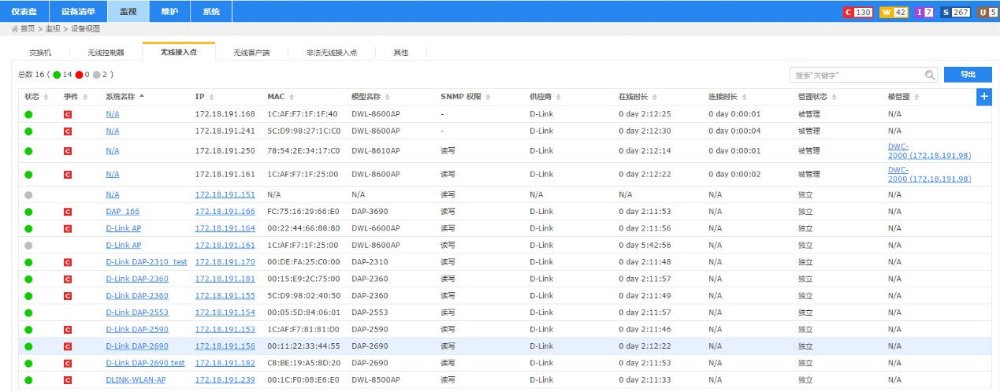 仪表盘 设备清单 监视 维护 系统 C 130 W 42 I 7 S 267 U 5
首页 > 监视 > 设备视图
交换机 无线控制器 无线接入点 无线客户端 非法无线接入点 其他
总数 16 ( 14 0 2 ) 搜索"关键字" 导出
状态 事件 系统名称 IP MAC 模型名称 SNMP 权限 供应商 在线时长 连接时长 管理状态 被管理 +
C N/A 172.18.191.168 1C:AF:F7:1F:1F:40 DWL-8600AP - D-Link 0 day 2:12:25 0 day 0:00:01 被管理 N/A
C N/A 172.18.191.241 5C:D9:98:27:1C:C0 DWL-8600AP - D-Link 0 day 2:12:30 0 day 0:00:04 被管理 N/A
C N/A 172.18.191.250 78:54:2E:34:17:C0 DWL-8610AP 读写 D-Link 0 day 2:12:14 0 day 0:00:01 被管理 DWC-
2000 (172.18.191.98)
C N/A 172.18.191.161 1C:AF:F7:1F:25:00 DWL-8600AP 读写 D-Link 0 day 2:12:22 0 day 0:00:02 被管理 DWC-
2000 (172.18.191.98)
N/A 172.18.191.151 N/A N/A 读写 N/A N/A N/A 独立 N/A
C DAP_166 172.18.191.166 FC:75:16:29:66:E0 DAP-3690 读写 D-Link 0 day 2:11:53 N/A 独立 N/A
C D-Link AP 172.18.191.164 00:22:44:66:88:80 DWL-6600AP 读写 D-Link 0 day 2:11:56 N/A 独立 N/A
D-Link AP 172.18.191.161 1C:AF:F7:1F:25:00 DWL-8600AP 读写 D-Link 0 day 5:42:56 N/A 独立 N/A
C D-Link DAP-2310_test 172.18.191.170 00:DE:FA:25:C0:00 DAP-2310 读写 D-Link 0 day 2:11:48 N/A 独立 N/A
C D-Link DAP-2360 172.18.191.181 00:15:E9:2C:75:00 DAP-2360 读写 D-Link 0 day 2:11:57 N/A 独立 N/A
C D-Link DAP-2360 172.18.191.155 5C:D9:98:02:40:50 DAP-2360 读写 D-Link 0 day 2:11:49 N/A 独立 N/A
D-Link DAP-2553 172.18.191.154 00:05:5D:84:06:01 DAP-2553 读写 D-Link 0 day 2:11:57 N/A 独立 N/A
C D-Link DAP-2590 172.18.191.153 1C:AF:F7:81:81:D0 DAP-2590 读写 D-Link 0 day 2:11:46 N/A 独立 N/A
C D-Link DAP-2690 172.18.191.156 00:11:22:33:44:55 DAP-2690 读写 D-Link 0 day 2:12:22 N/A 独立 N/A
C D-Link DAP-2690 test 172.18.191.182 C8:BE:19:A5:8D:20 DAP-2690 读写 D-Link 0 day 2:11:53 N/A 独立 N/A
C DLINK-WLAN-AP 172.18.191.239 00:1C:F0:08:E6:E0 DWL-8500AP 读写 D-Link 0 day 2:11:33 N/A 独立 N/A